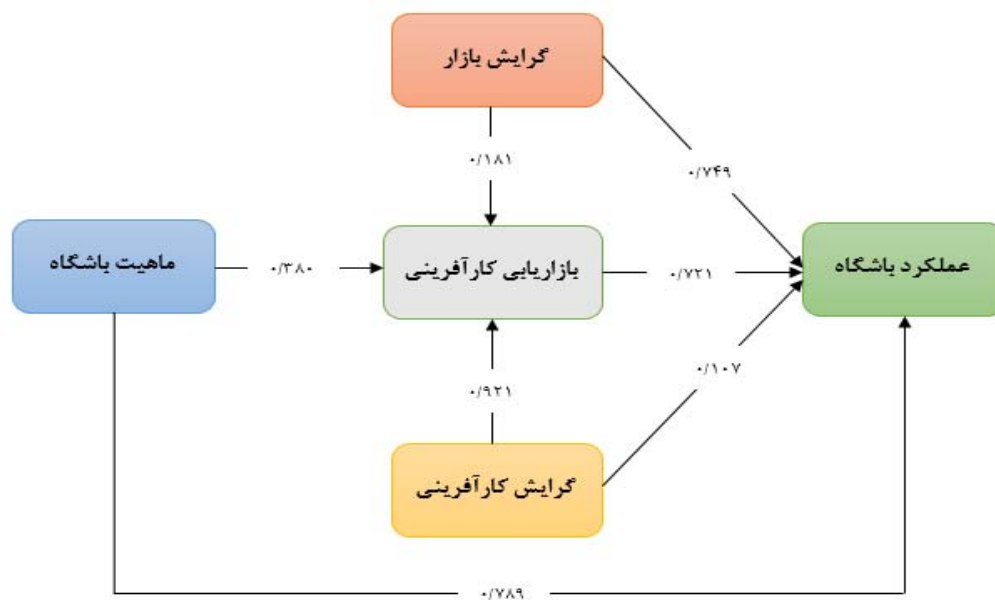 گرایش بازار
۰/۱۸۱
۰/۷۴۹
ماهیت باشگاه
۰/۳۸۰
بازاریابی کارآفرینی
۰/۷۲۱
عملکرد باشگاه
۰/۱۰۷
۰/۹۲۱
گرایش کارآفرینی
۰/۷۸۹